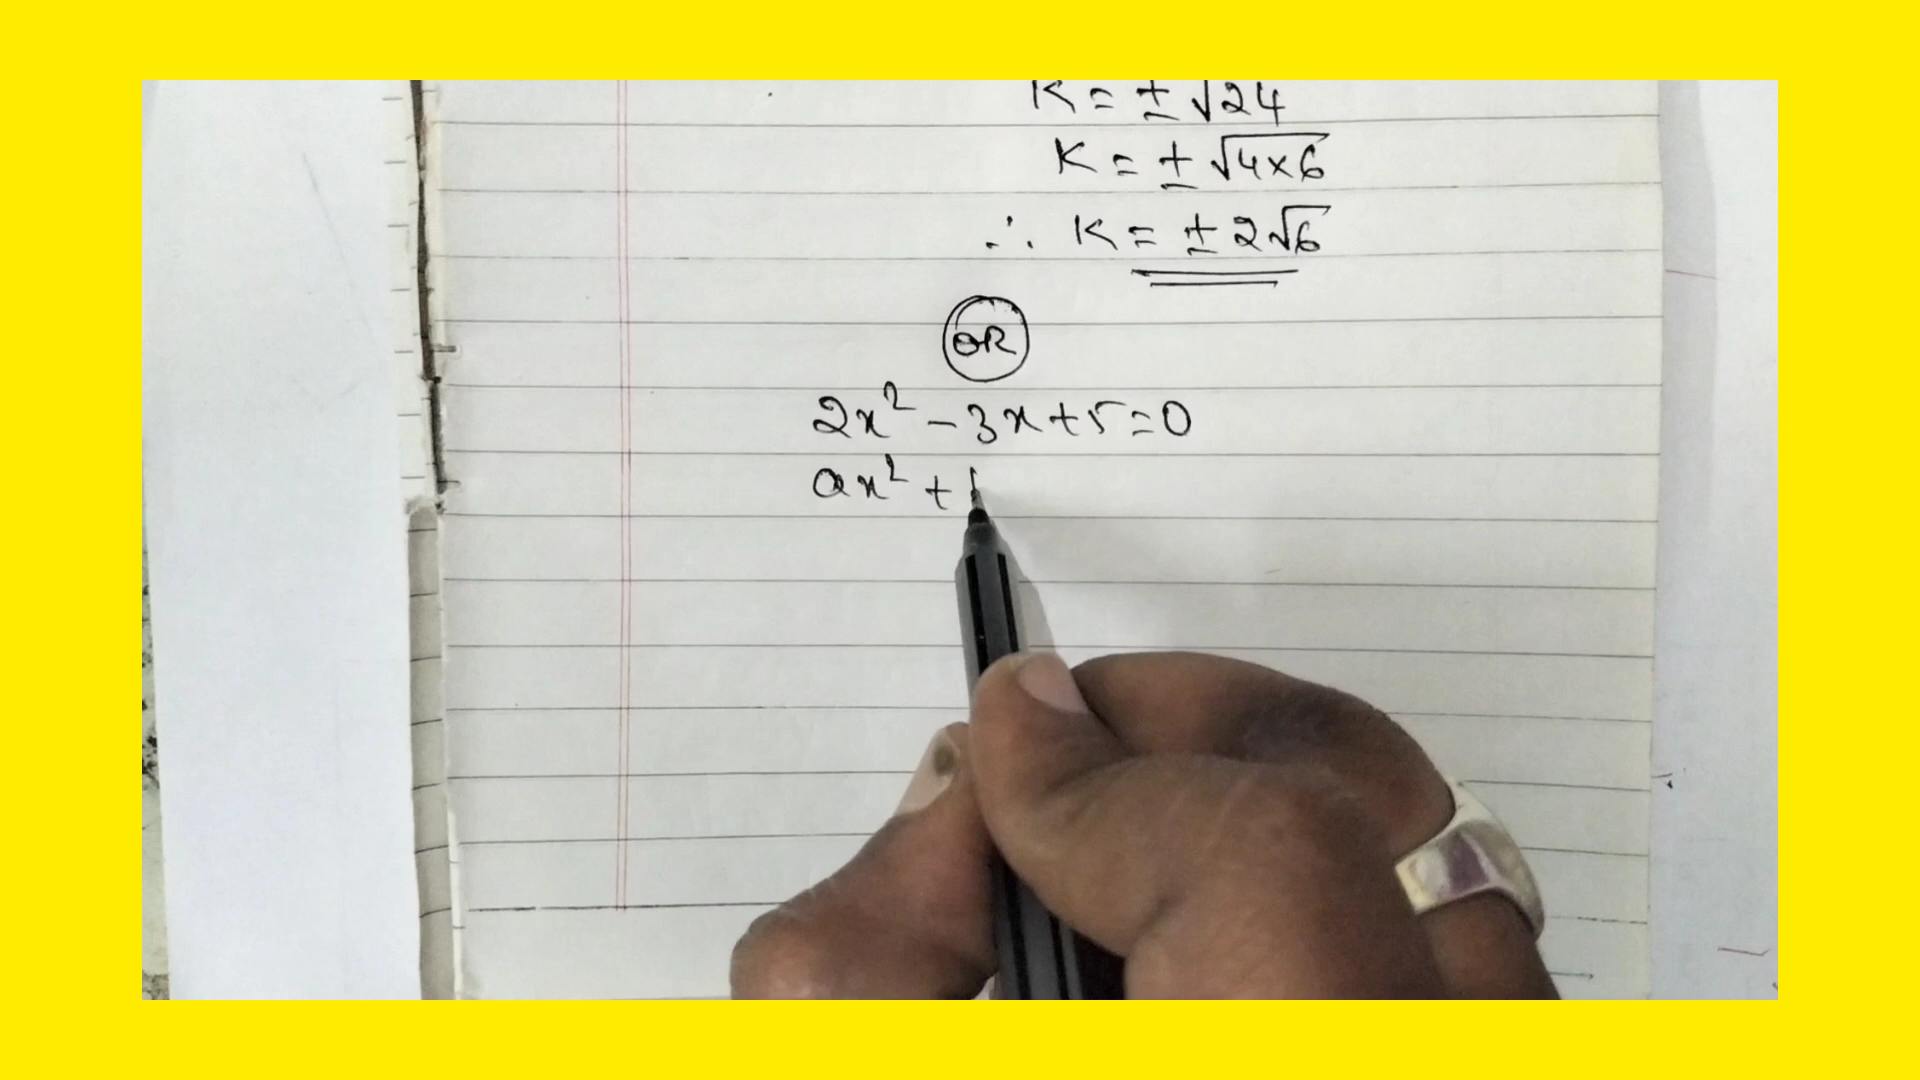 K = ± √24
K = ± √4×6
∴ K = ± 2√6
OR
2x² - 3x + 5 = 0
ax² +